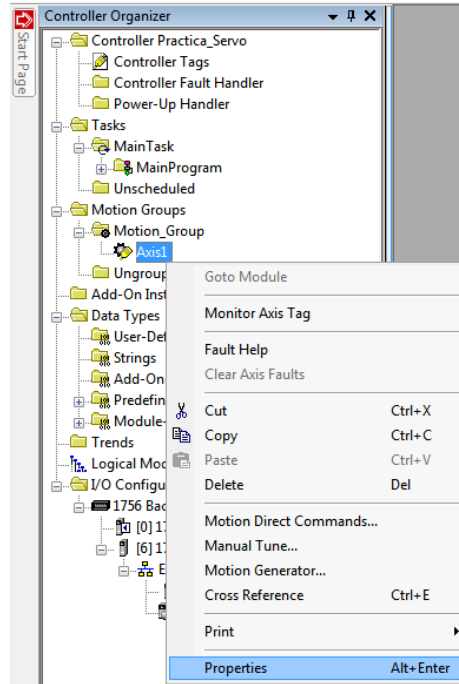 Controller Organizer
Start Page
Controller Practica_Servo
Controller Tags
Controller Fault Handler
Power-Up Handler
Tasks
MainTask
MainProgram
Unscheduled
Motion Groups
Motion_Group
Axis1
Ungroup
Add-On Inst
Data Types
User-Def
Strings
Add-On
Predefin
Module-
Trends
Logical Mod
I/O Configu
1756 Bac
[0] 1
[6] 17
E
Goto Module
Monitor Axis Tag
Fault Help
Clear Axis Faults
Cut Ctrl+X
Copy Ctrl+C
Paste Ctrl+V
Delete Del
Motion Direct Commands...
Manual Tune...
Motion Generator...
Cross Reference Ctrl+E
Print
Properties Alt+Enter